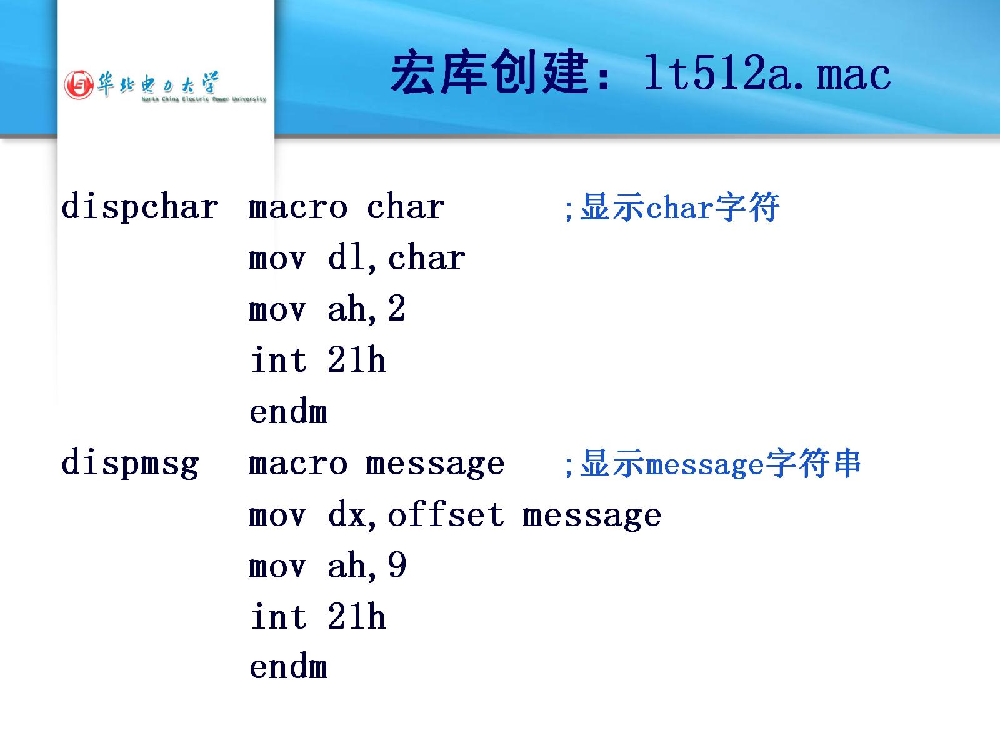 华北电力大学
North China Electric Power University
宏库创建：lt512a.mac
dispchar macro char ;显示char字符
mov dl,char
mov ah,2
int 21h
endm
dispmsg macro message ;显示message字符串
mov dx,offset message
mov ah,9
int 21h
endm